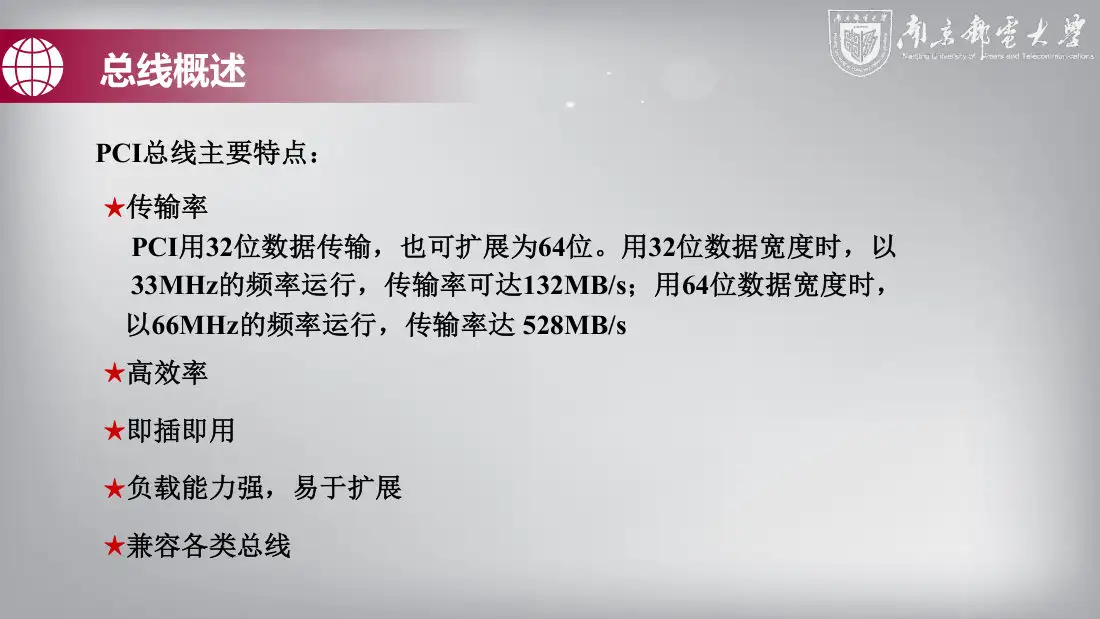 总线概述
南京邮电大学
Nanjing University of Posts and Telecommunications
PCI总线主要特点：
★传输率
PCI用32位数据传输，也可扩展为64位。用32位数据宽度时，以
33MHz的频率运行，传输率可达132MB/s；用64位数据宽度时，
以66MHz的频率运行，传输率达 528MB/s
★高效率
★即插即用
★负载能力强，易于扩展
★兼容各类总线